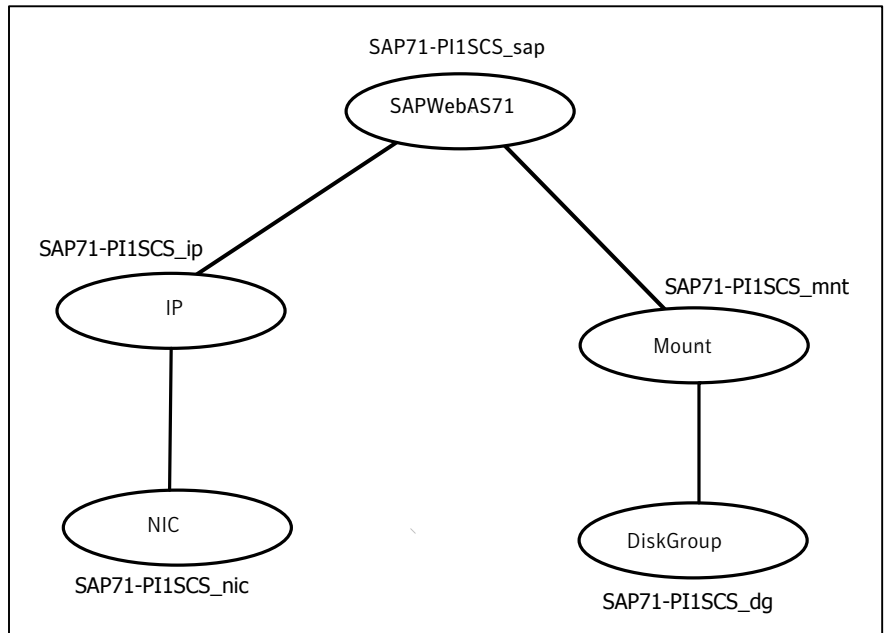 SAP71-PI1SCS_sap
SAPWebAS71
SAP71-PI1SCS_ip
IP
SAP71-PI1SCS_mnt
Mount
NIC
SAP71-PI1SCS_nic
DiskGroup
SAP71-PI1SCS_dg